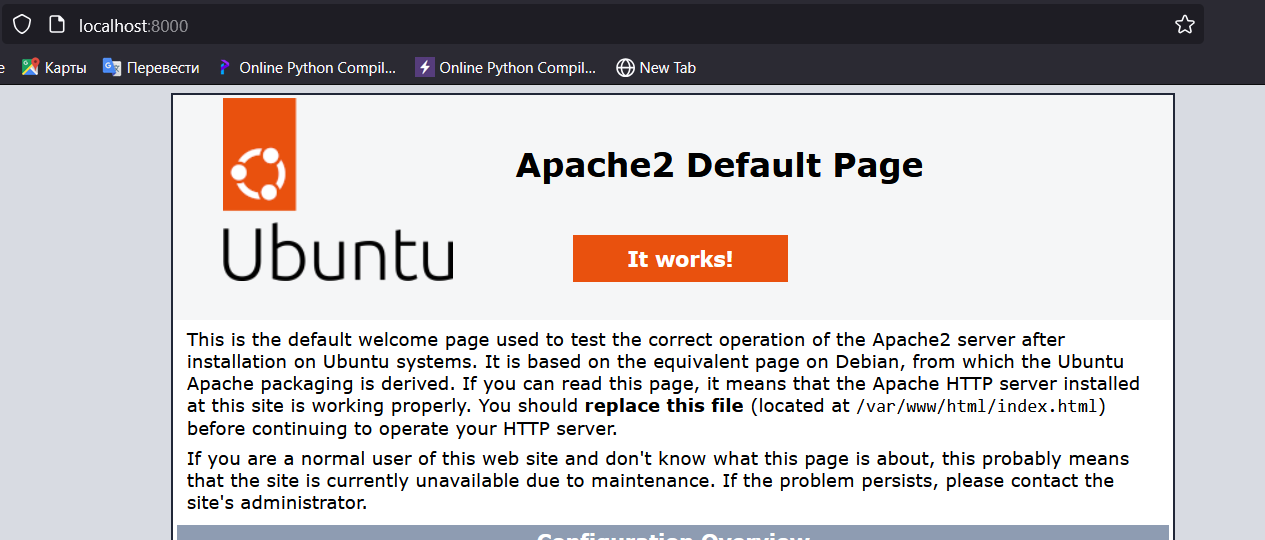 localhost:8000
е Карты Перевести Online Python Compil... Online Python Compil... New Tab
Apache2 Default Page
Ubuntu
It works!
This is the default welcome page used to test the correct operation of the Apache2 server after
installation on Ubuntu systems. It is based on the equivalent page on Debian, from which the Ubuntu
Apache packaging is derived. If you can read this page, it means that the Apache HTTP server installed
at this site is working properly. You should replace this file (located at /var/www/html/index.html)
before continuing to operate your HTTP server.
If you are a normal user of this web site and don't know what this page is about, this probably means
that the site is currently unavailable due to maintenance. If the problem persists, please contact the
site's administrator.
Configuration Overview